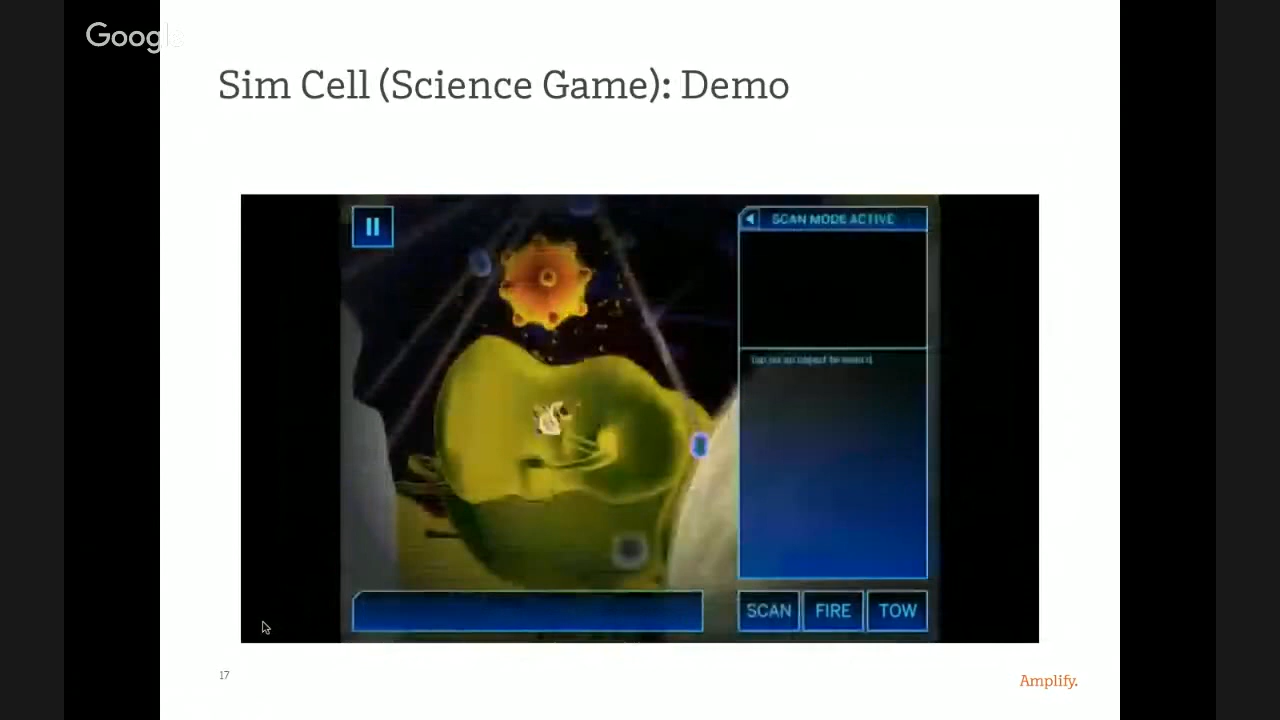 Google
Sim Cell (Science Game): Demo
SCAN MODE ACTIVE
SCAN FIRE TOW
17
Amplify.